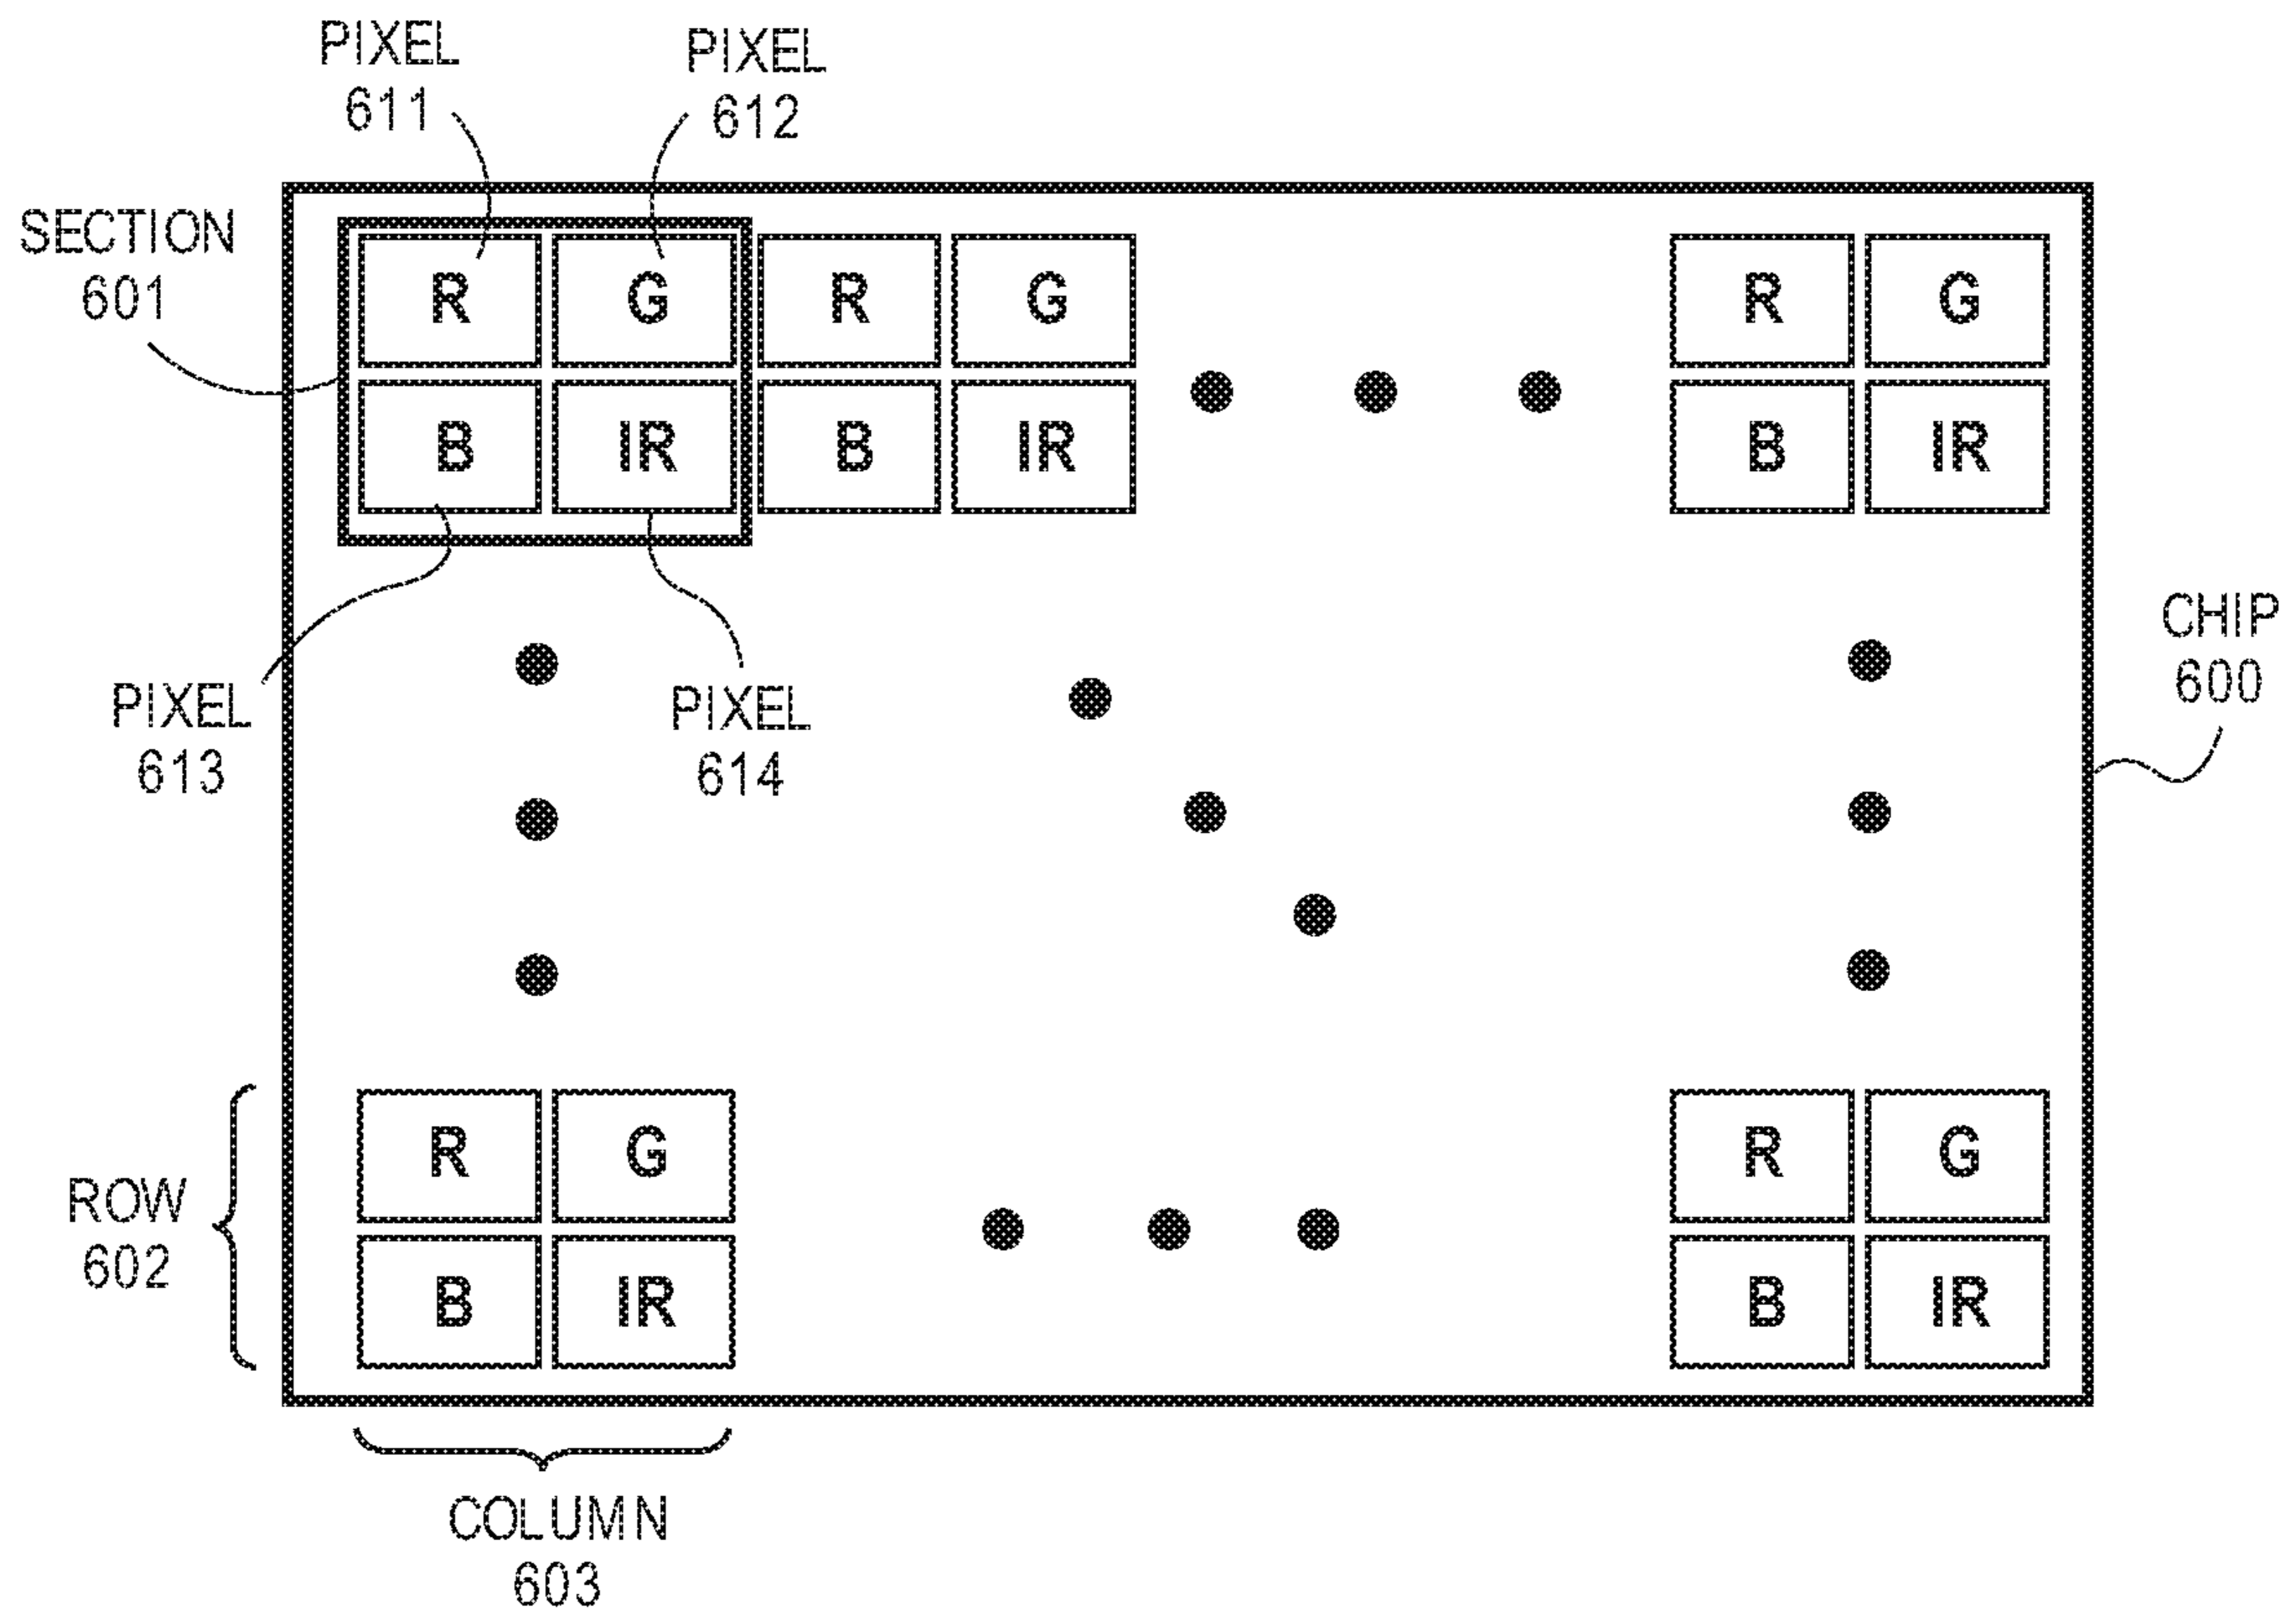 PIXEL
611
PIXEL
612
SECTION
601
R G R G R G
B IR B IR B IR
CHIP
600
PIXEL
613
PIXEL
614
R G R G
B IR B IR
ROW
602
COLUMN
603